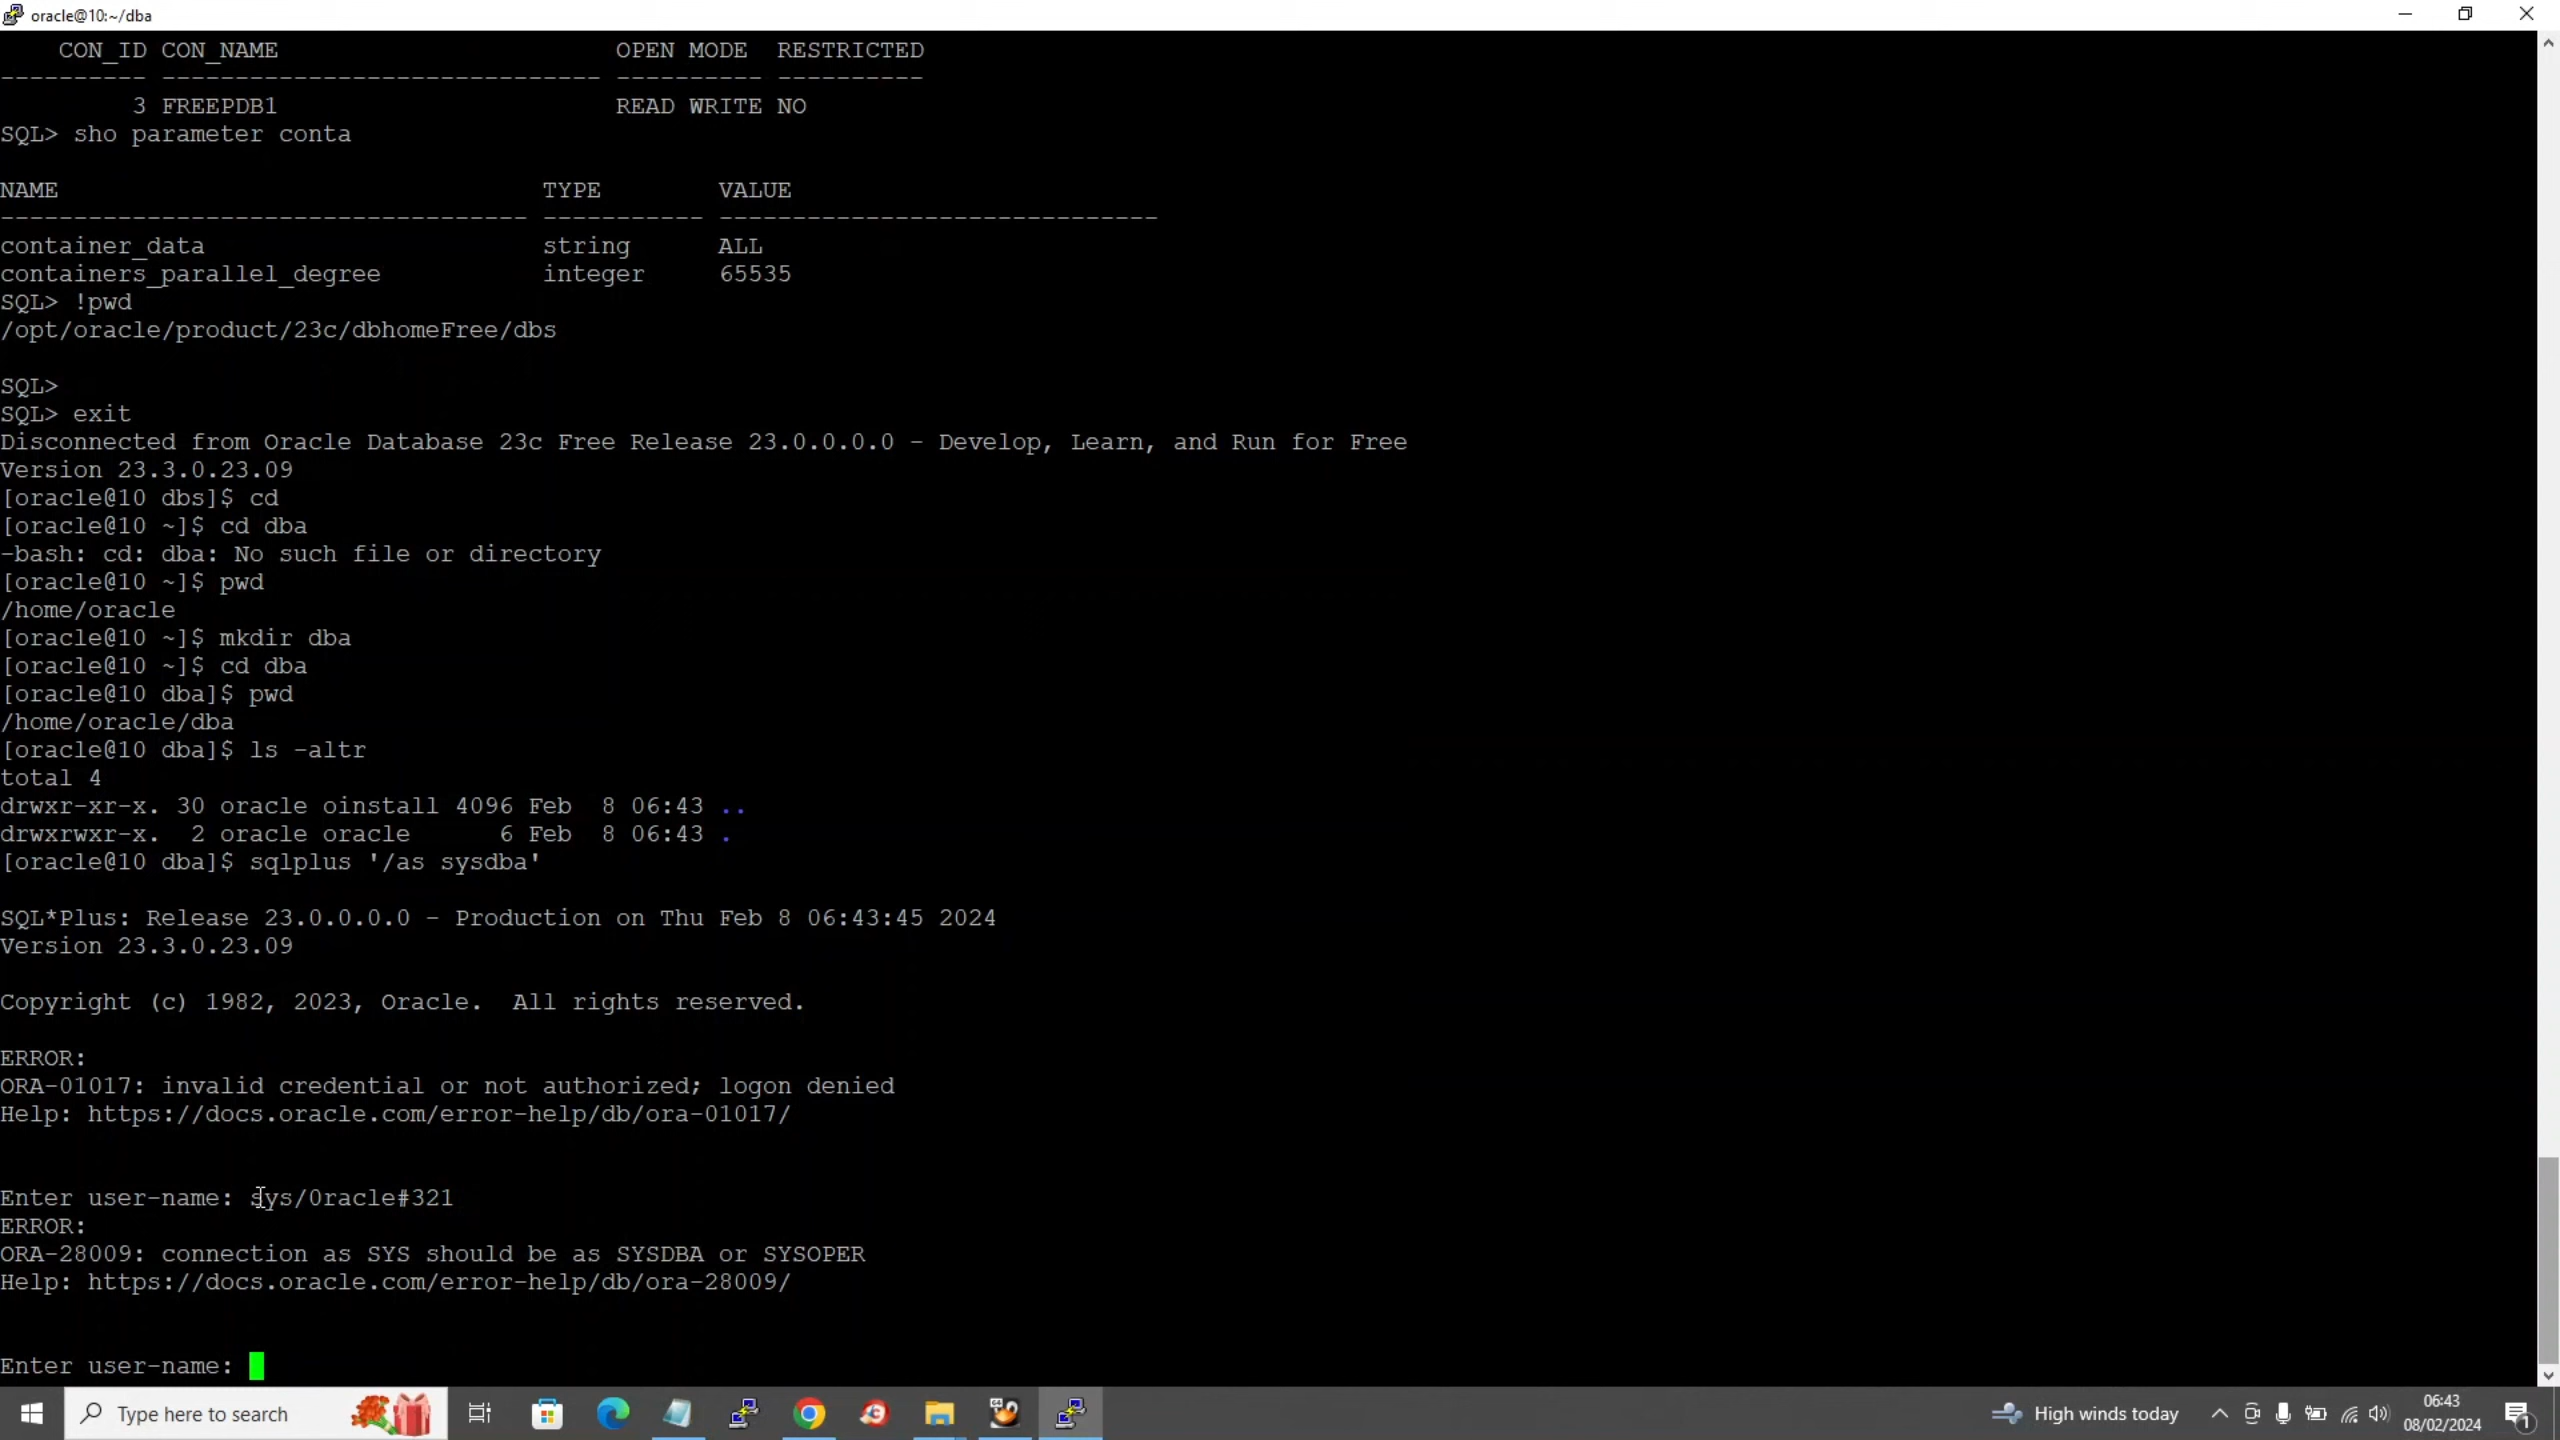 oracle@10:~/dba
    CON_ID CON_NAME                       OPEN MODE  RESTRICTED
---------- ------------------------------ ---------- ----------
         3 FREEPDB1                       READ WRITE NO
SQL> sho parameter conta
NAME                                 TYPE        VALUE
------------------------------------ ----------- ------------------------------
container_data                       string      ALL
containers_parallel_degree           integer     65535
SQL> !pwd
/opt/oracle/product/23c/dbhomeFree/dbs
SQL>
SQL> exit
Disconnected from Oracle Database 23c Free Release 23.0.0.0.0 - Develop, Learn, and Run for Free
Version 23.3.0.23.09
[oracle@10 dbs]$ cd
[oracle@10 ~]$ cd dba
-bash: cd: dba: No such file or directory
[oracle@10 ~]$ pwd
/home/oracle
[oracle@10 ~]$ mkdir dba
[oracle@10 ~]$ cd dba
[oracle@10 dba]$ pwd
/home/oracle/dba
[oracle@10 dba]$ ls -altr
total 4
drwxr-xr-x. 30 oracle oinstall 4096 Feb  8 06:43 ..
drwxrwxr-x.  2 oracle oracle      6 Feb  8 06:43 .
[oracle@10 dba]$ sqlplus '/as sysdba'
SQL*Plus: Release 23.0.0.0.0 - Production on Thu Feb 8 06:43:45 2024
Version 23.3.0.23.09
Copyright (c) 1982, 2023, Oracle.  All rights reserved.
ERROR:
ORA-01017: invalid credential or not authorized; logon denied
Help: https://docs.oracle.com/error-help/db/ora-01017/
Enter user-name: sys/0racle#321
ERROR:
ORA-28009: connection as SYS should be as SYSDBA or SYSOPER
Help: https://docs.oracle.com/error-help/db/ora-28009/
Enter user-name:
Type here to search
High winds today
06:43
08/02/2024
1